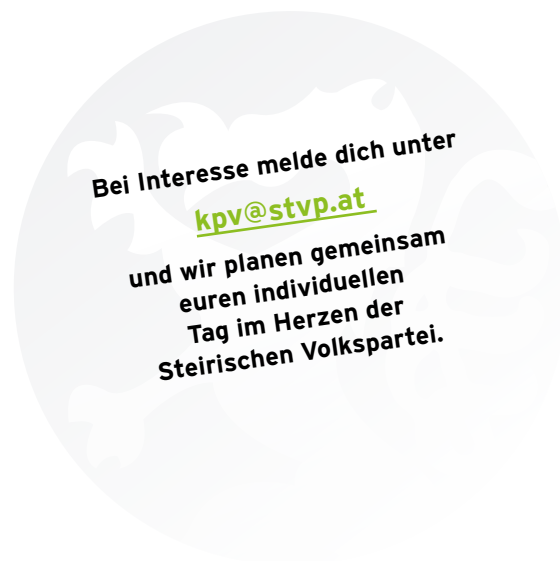 Bei Interesse melde dich unter
kpv@stvp.at
und wir planen gemeinsam
euren individuellen
Tag im Herzen der
Steirischen Volkspartei.